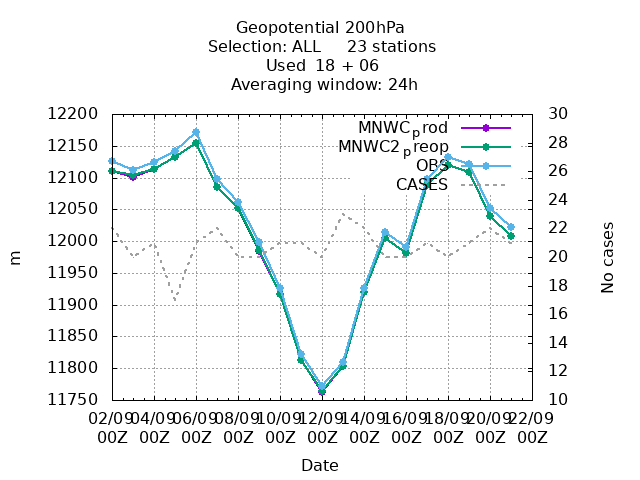 Geopotential 200hPa
Selection: ALL 23 stations
Used 18 + 06
Averaging window: 24h
MNWCprod
MNWC2preop
OBS
CASES
12200
12150
12100
12050
12000
11950
11900
11850
11800
11750
30
28
26
24
22
20
18
16
14
12
10
m
No cases
02/09 04/09 06/09 08/09 10/09 12/09 14/09 16/09 18/09 20/09 22/09
00Z 00Z 00Z 00Z 00Z 00Z 00Z 00Z 00Z 00Z 00Z
Date